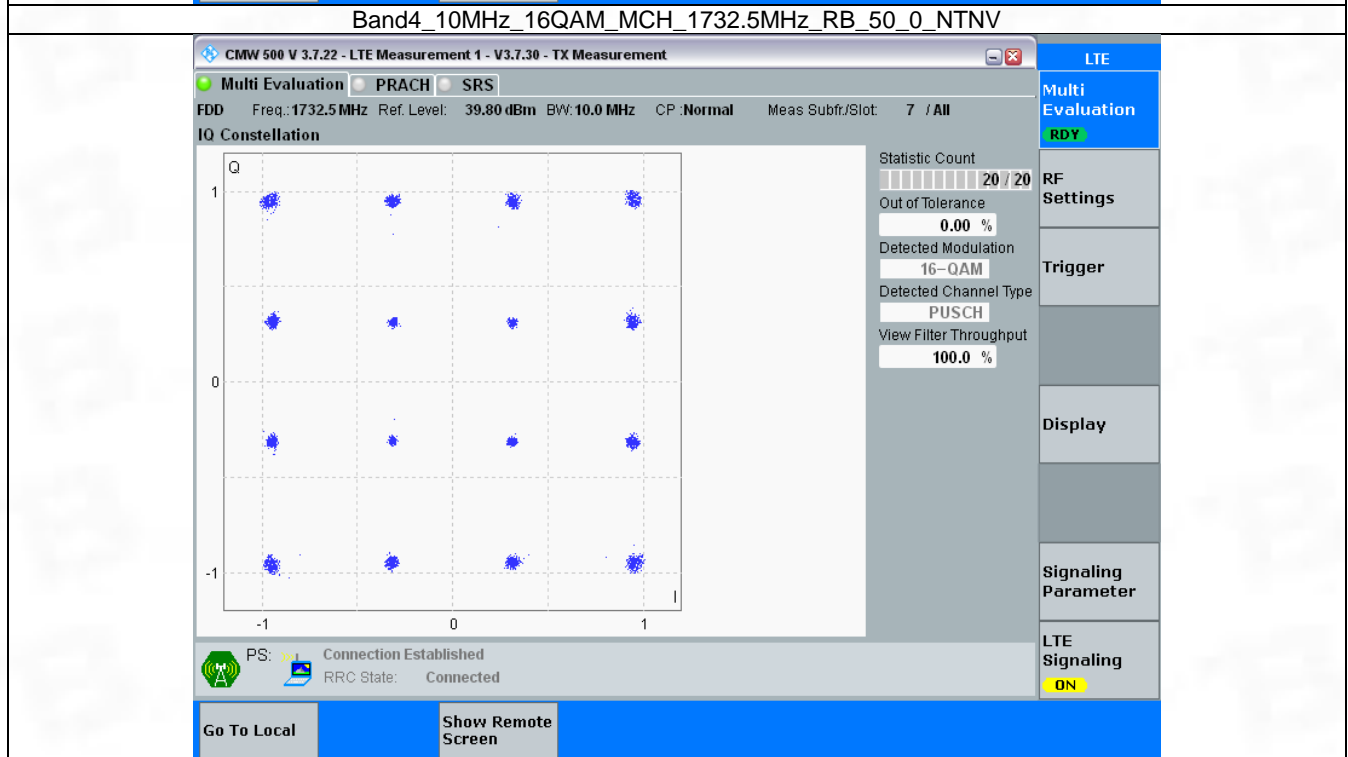 Band4_10MHz_16QAM_MCH_1732.5MHz_RB_50_0_NTNV
CMW 500 V 3.7.22 - LTE Measurement 1 - V3.7.30 - TX Measurement
LTE
Multi Evaluation PRACH SRS
FDD Freq.: 1732.5 MHz Ref. Level: 39.80 dBm BW: 10.0 MHz CP : Normal Meas Subfr./Slot: 7 / All
IQ Constellation
Multi
Evaluation
RDY
Q
1
0
-1
-1 0 1
I
Statistic Count
20 / 20
Out of Tolerance
0.00 %
Detected Modulation
16-QAM
Detected Channel Type
PUSCH
View Filter Throughput
100.0 %
RF
Settings
Trigger
Display
Signaling
Parameter
LTE
Signaling
ON
PS: Connection Established
RRC State: Connected
Go To Local
Show Remote
Screen